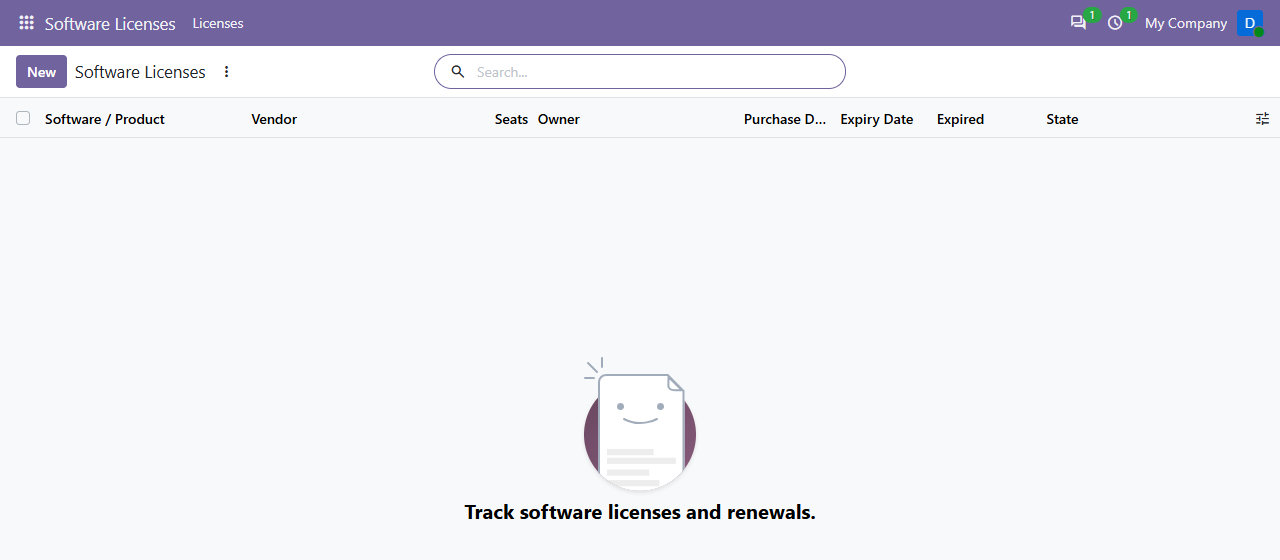 Software Licenses Licenses 1 1 My Company D
New Software Licenses Search...
Software / Product Vendor Seats Owner Purchase D... Expiry Date Expired State
Track software licenses and renewals.